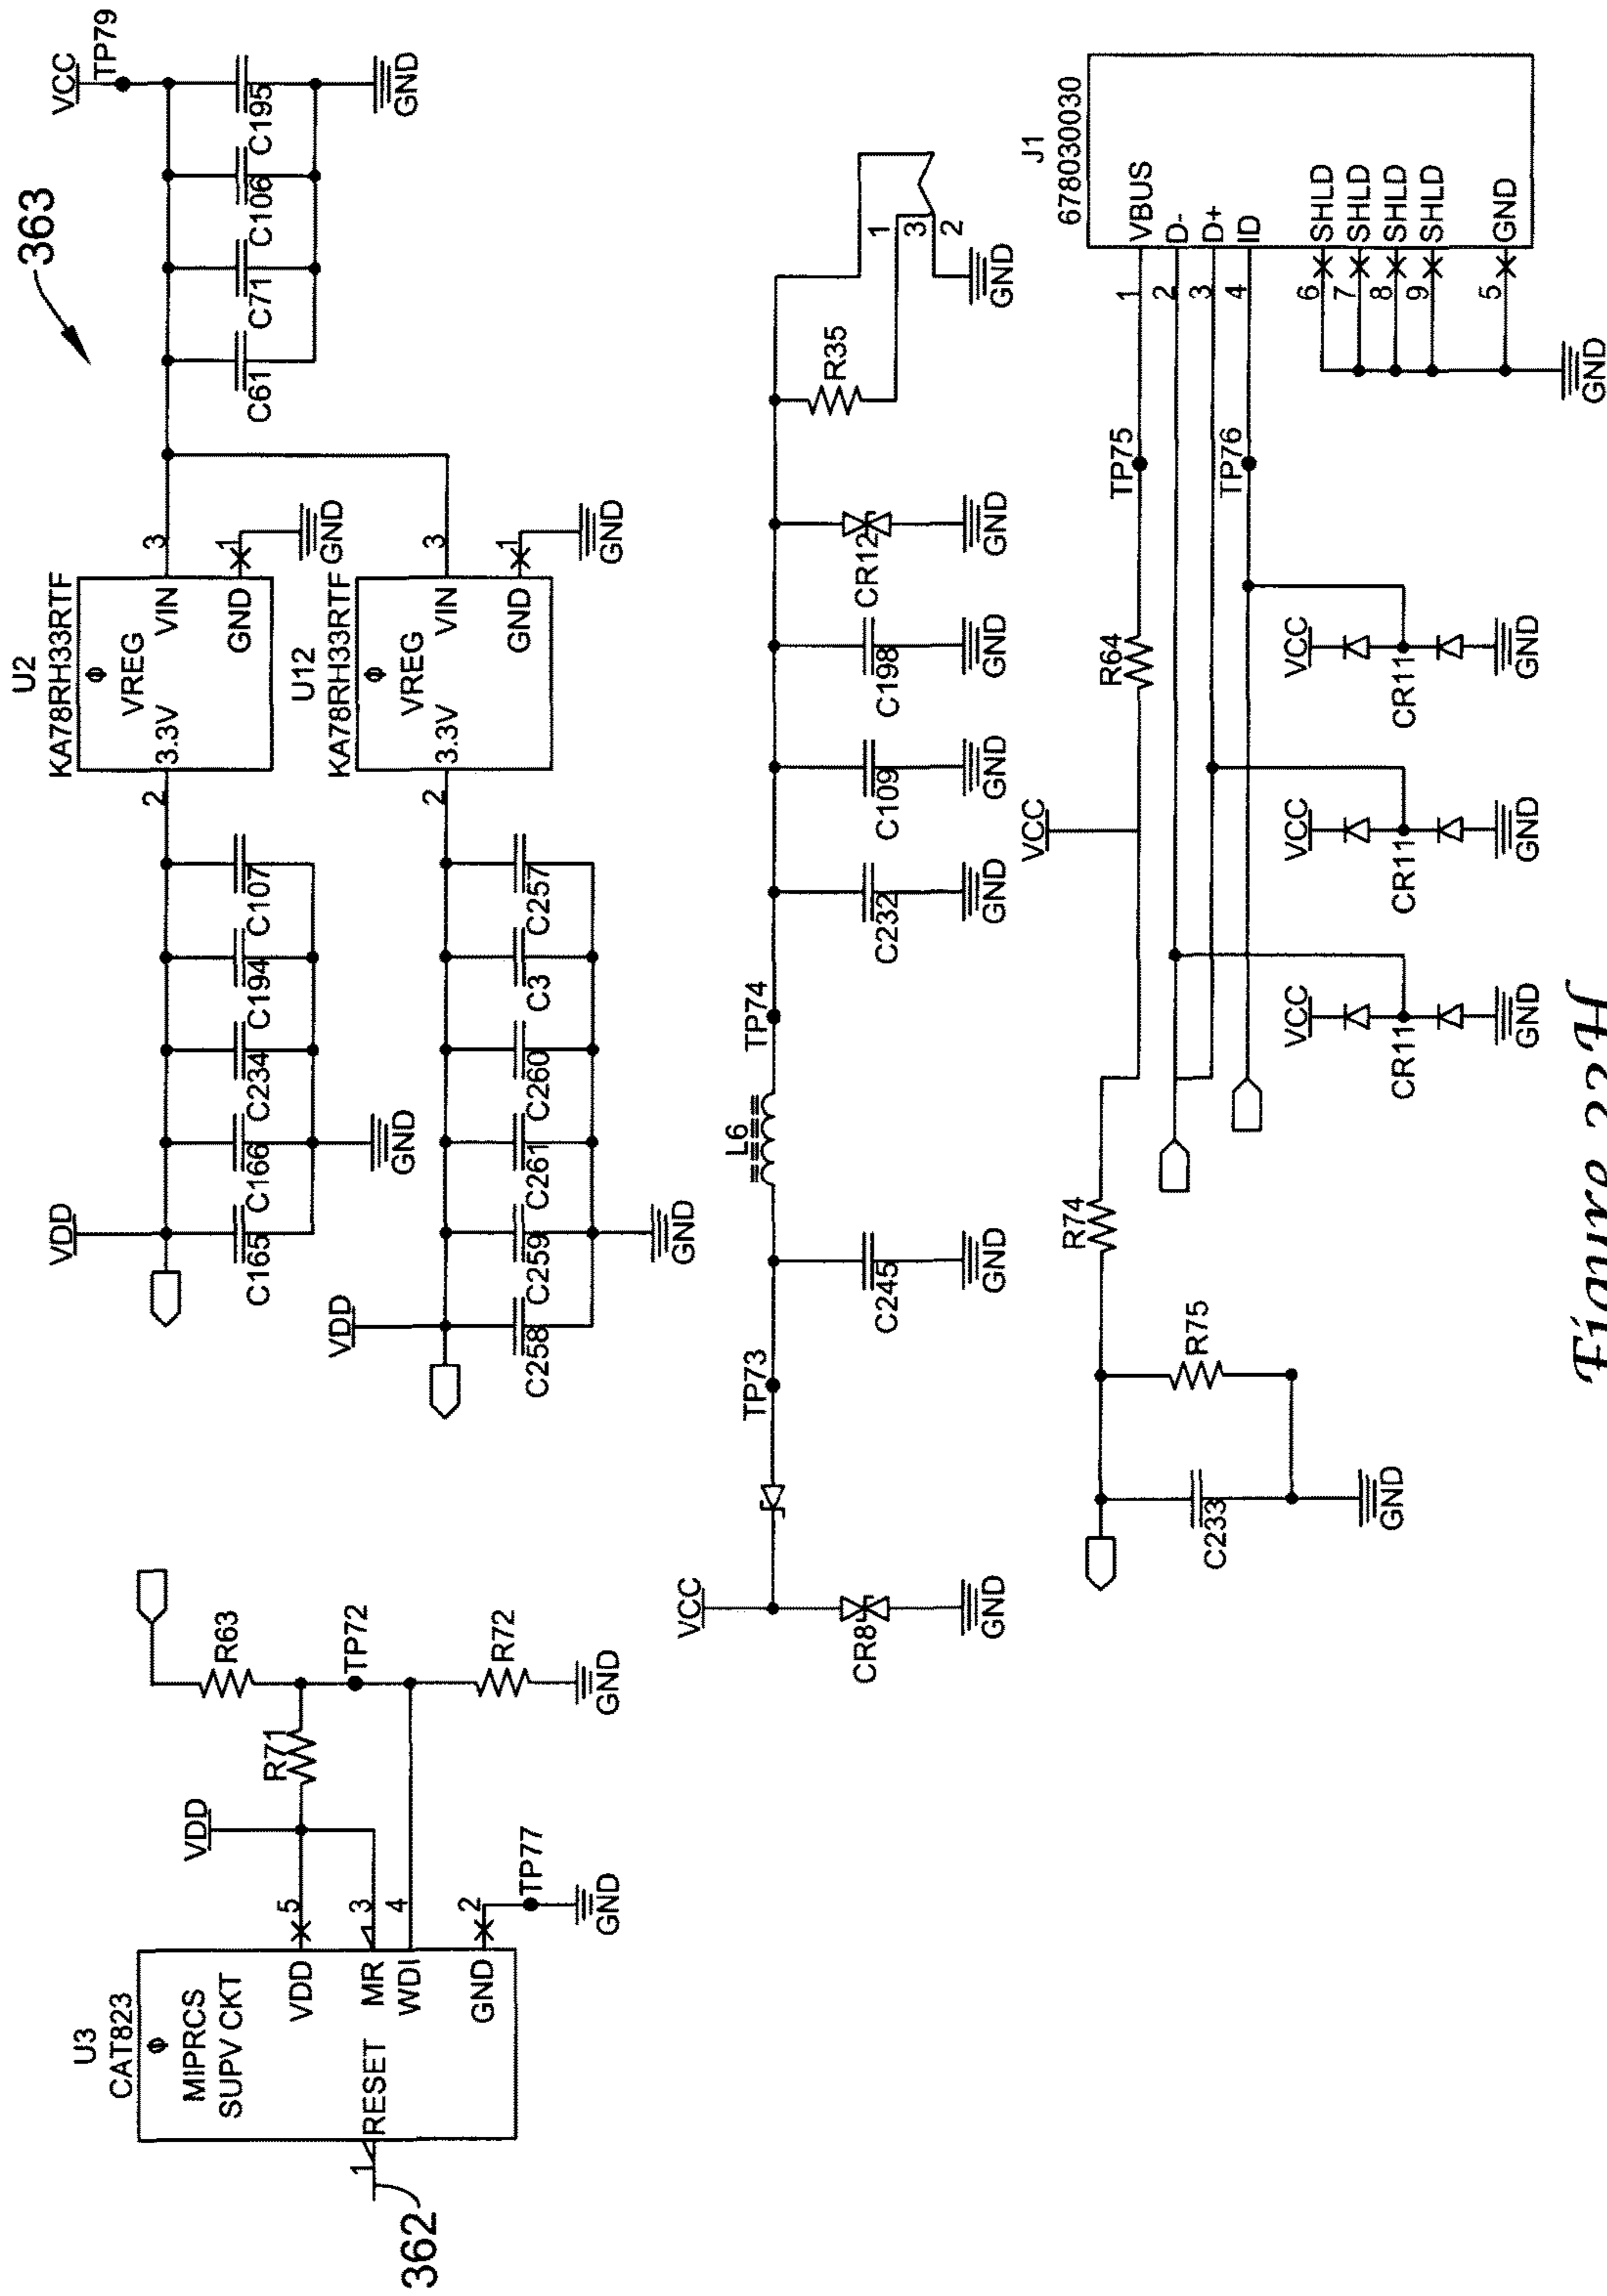 363
U3
CAT823
Φ
MIPRCS
SUPV CKT
VDD
MR
WDI
GND
RESET
5
3
4
2
1
362
VDD
R71
R63
TP72
R72
GND
TP77
GND
U2
KA78RH33RTF
Φ
VREG
3.3V
VIN
GND
2
3
1
GND
VDD
C165
C166
C234
C194
C107
GND
C61
C71
C106
C195
VCC
TP79
GND
U12
KA78RH33RTF
Φ
VREG
3.3V
VIN
GND
2
3
1
GND
VDD
C258
C259
C261
C260
C3
C257
GND
VCC
CR8
GND
TP73
C245
GND
L6
TP74
C232
GND
C109
GND
C198
GND
CR12
GND
R35
1
3
2
GND
C233
GND
R75
R74
VCC
R64
TP75
TP76
VCC
CR11
GND
VCC
CR11
GND
VCC
CR11
GND
J1
678030030
1
VBUS
2
D-
3
D+
4
ID
6
SHLD
7
SHLD
8
SHLD
9
SHLD
5
GND
GND